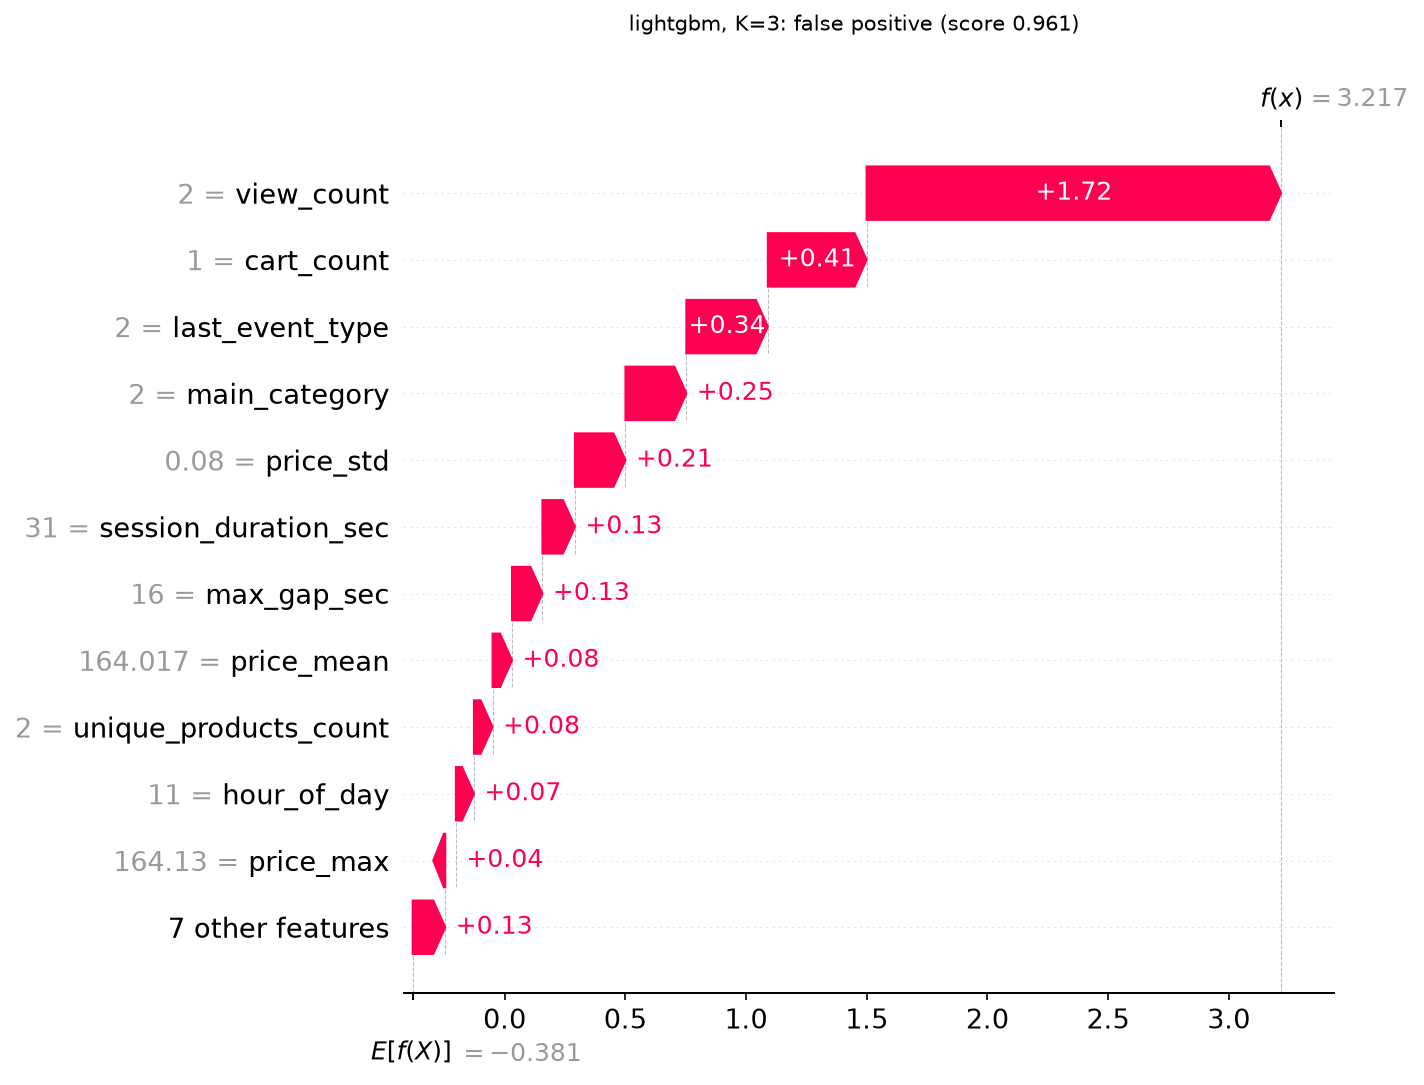 lightgbm, K=3: false positive (score 0.961)
f(x) = 3.217
2 = view_count +1.72
1 = cart_count +0.41
2 = last_event_type +0.34
2 = main_category +0.25
0.08 = price_std +0.21
31 = session_duration_sec +0.13
16 = max_gap_sec +0.13
164.017 = price_mean +0.08
2 = unique_products_count +0.08
11 = hour_of_day +0.07
164.13 = price_max +0.04
7 other features +0.13
0.0 0.5 1.0 1.5 2.0 2.5 3.0
E[f(X)] = −0.381